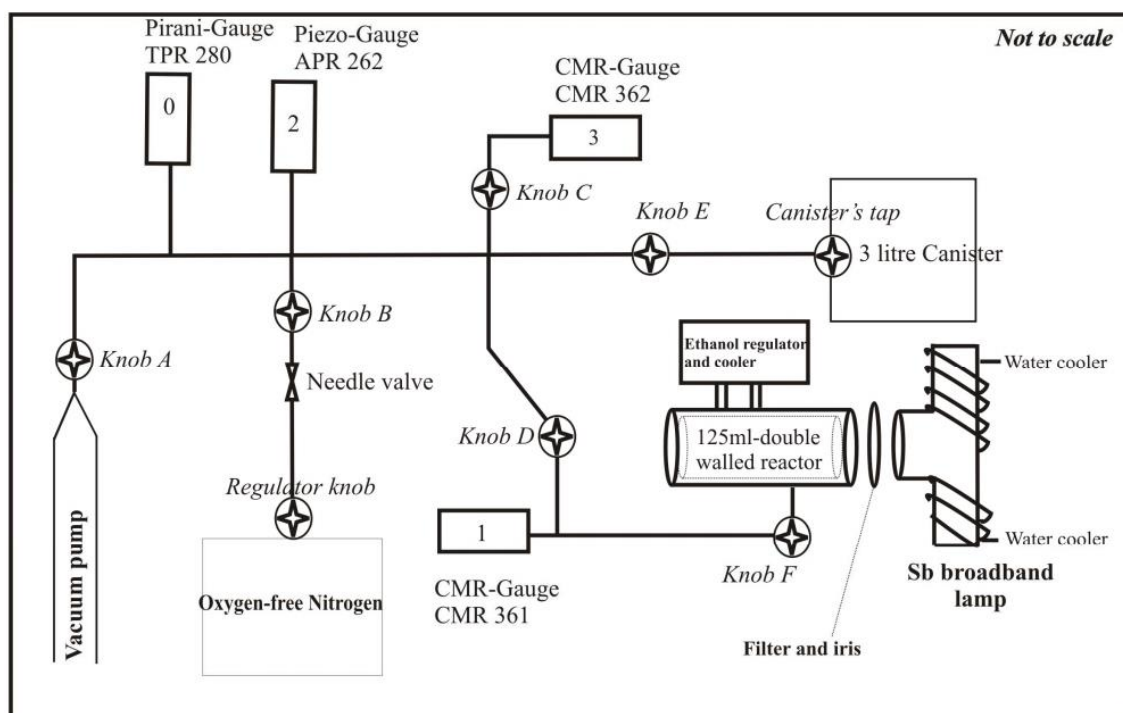 Pirani-Gauge
TPR 280
Piezo-Gauge
APR 262
Not to scale
CMR-Gauge
CMR 362
0
2
3
Knob C
Knob E
Canister's tap
3 litre Canister
Knob B
Knob A
Needle valve
Ethanol regulator
and cooler
Water cooler
Knob D
125ml-double
walled reactor
Regulator knob
Vacuum pump
1
Water cooler
Knob F
Sb broadband
lamp
CMR-Gauge
CMR 361
Oxygen-free Nitrogen
Filter and iris